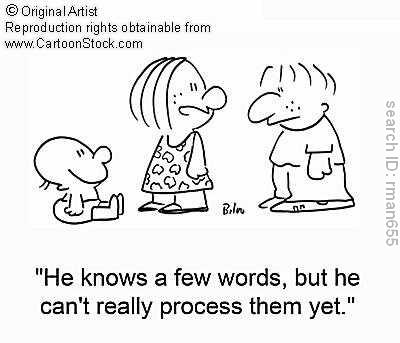 © Original Artist
Reproduction rights obtainable from
www.CartoonStock.com
search ID: rman655
"He knows a few words, but he
can't really process them yet."